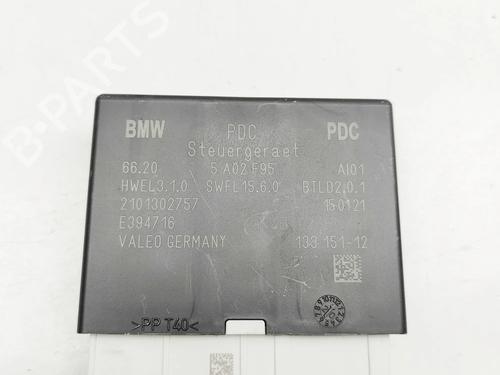 BMW PDC PDC
Steuergeraet
66.20 5 A02 F95 AI01
HWEL3.1.0 SWFL15.6.0 BTLD2.0.1
2101302757 150121
E394716
VALEO GERMANY 133 151-12
>PP T40<
B-PARTS